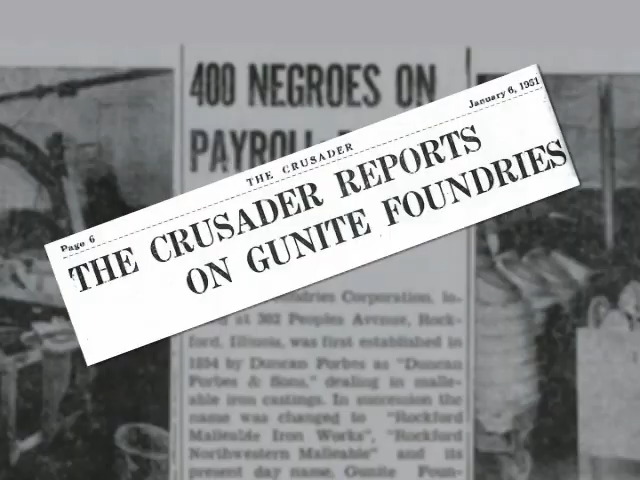 400 NEGROES ON
PAYROLL
Page 6
THE CRUSADER
January 6, 1951
THE CRUSADER REPORTS
ON GUNITE FOUNDRIES
Corporation,
at 302 Peoples Avenue, Rock-
ford, Illinois, was first established in
1854 by Duncan Forbes as "Duncan
Forbes & Sons," dealing in malle-
able iron castings. In succession the
name was changed to "Rockford
Malleable Iron Works", "Rockford
Northwestern Malleable" and its
present day name, Gunite Foun-